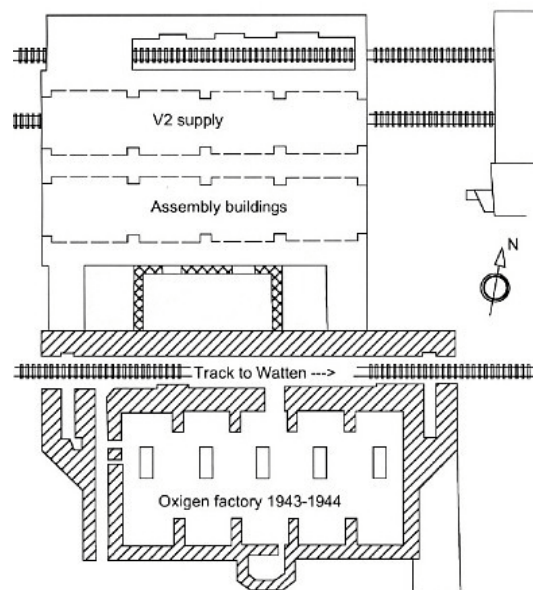 V2 supply
Assembly buildings
N
Track to Watten --->
Oxigen factory 1943-1944